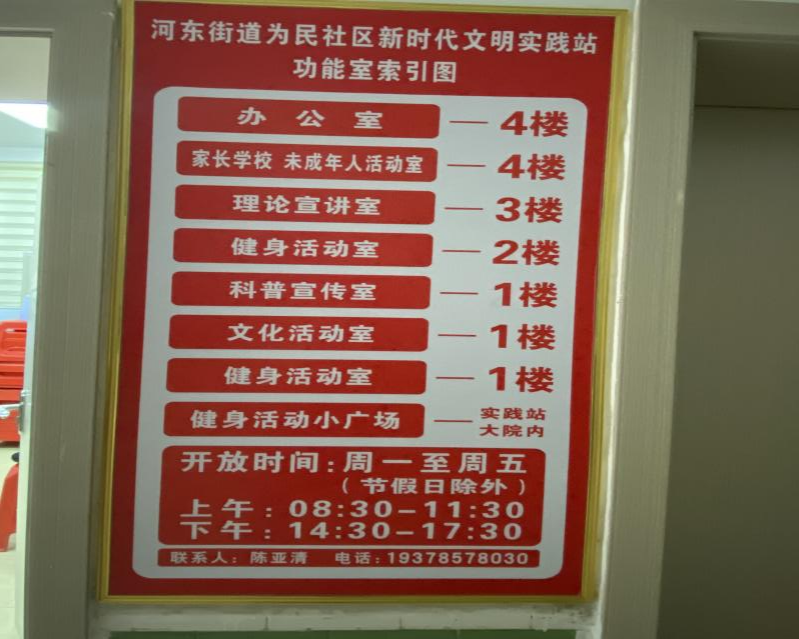 河东街道为民社区新时代文明实践站
功能室索引图
办 公 室 — 4楼
家长学校 未成年人活动室 — 4楼
理论宣讲室 — 3楼
健身活动室 — 2楼
科普宣传室 — 1楼
文化活动室 — 1楼
健身活动室 — 1楼
健身活动小广场 — 实践站
大院内
开放时间:周一至周五
(节假日除外)
上午:08:30-11:30
下午:14:30-17:30
联系人:陈亚清 电话:19378578030